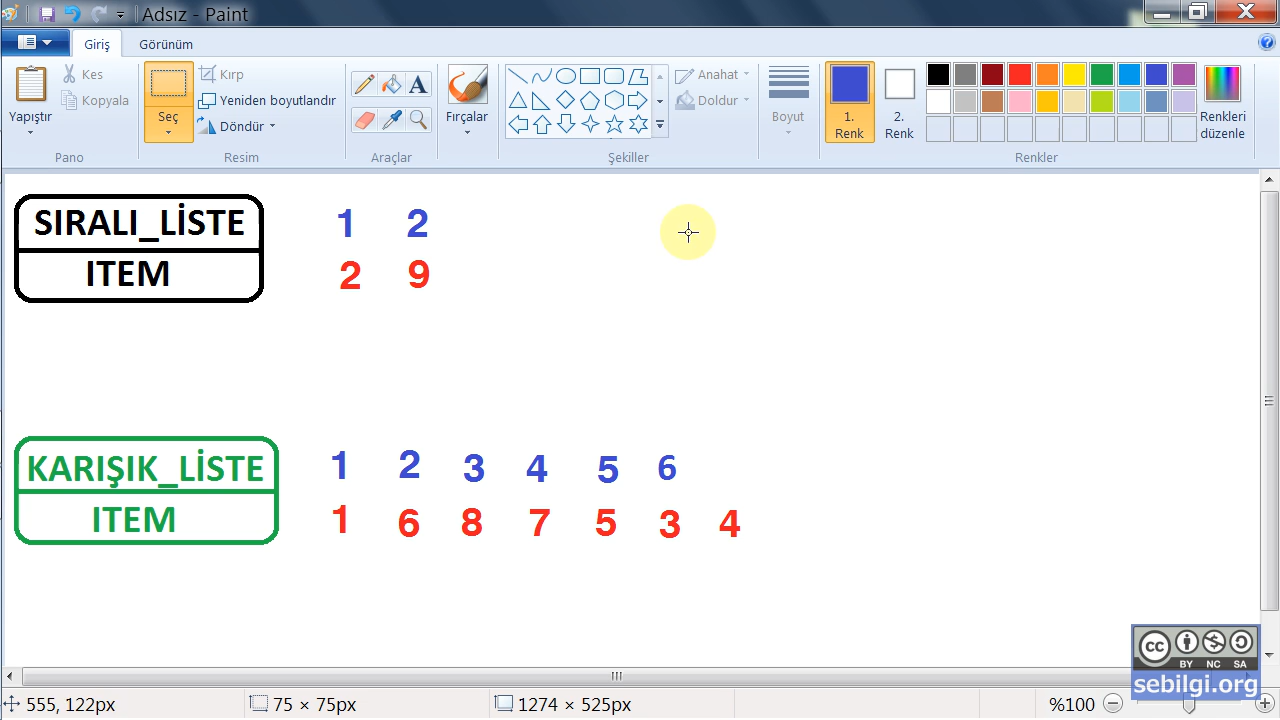 Adsız - Paint
Giriş Görünüm
Yapıştır
Kes
Kopyala
Pano
Seç
Kırp
Yeniden boyutlandır
Döndür
Resim
Araçlar
Fırçalar
Şekiller
Anahat
Doldur
Boyut
1. Renk
2. Renk
Renkleri düzenle
Renkler
SIRALI_LİSTE 1 2
ITEM 2 9
KARIŞIK_LİSTE 1 2 3 4 5 6
ITEM 1 6 8 7 5 3 4
cc BY NC SA
sebilgi.org
555, 122px 75 × 75px 1274 × 525px %100